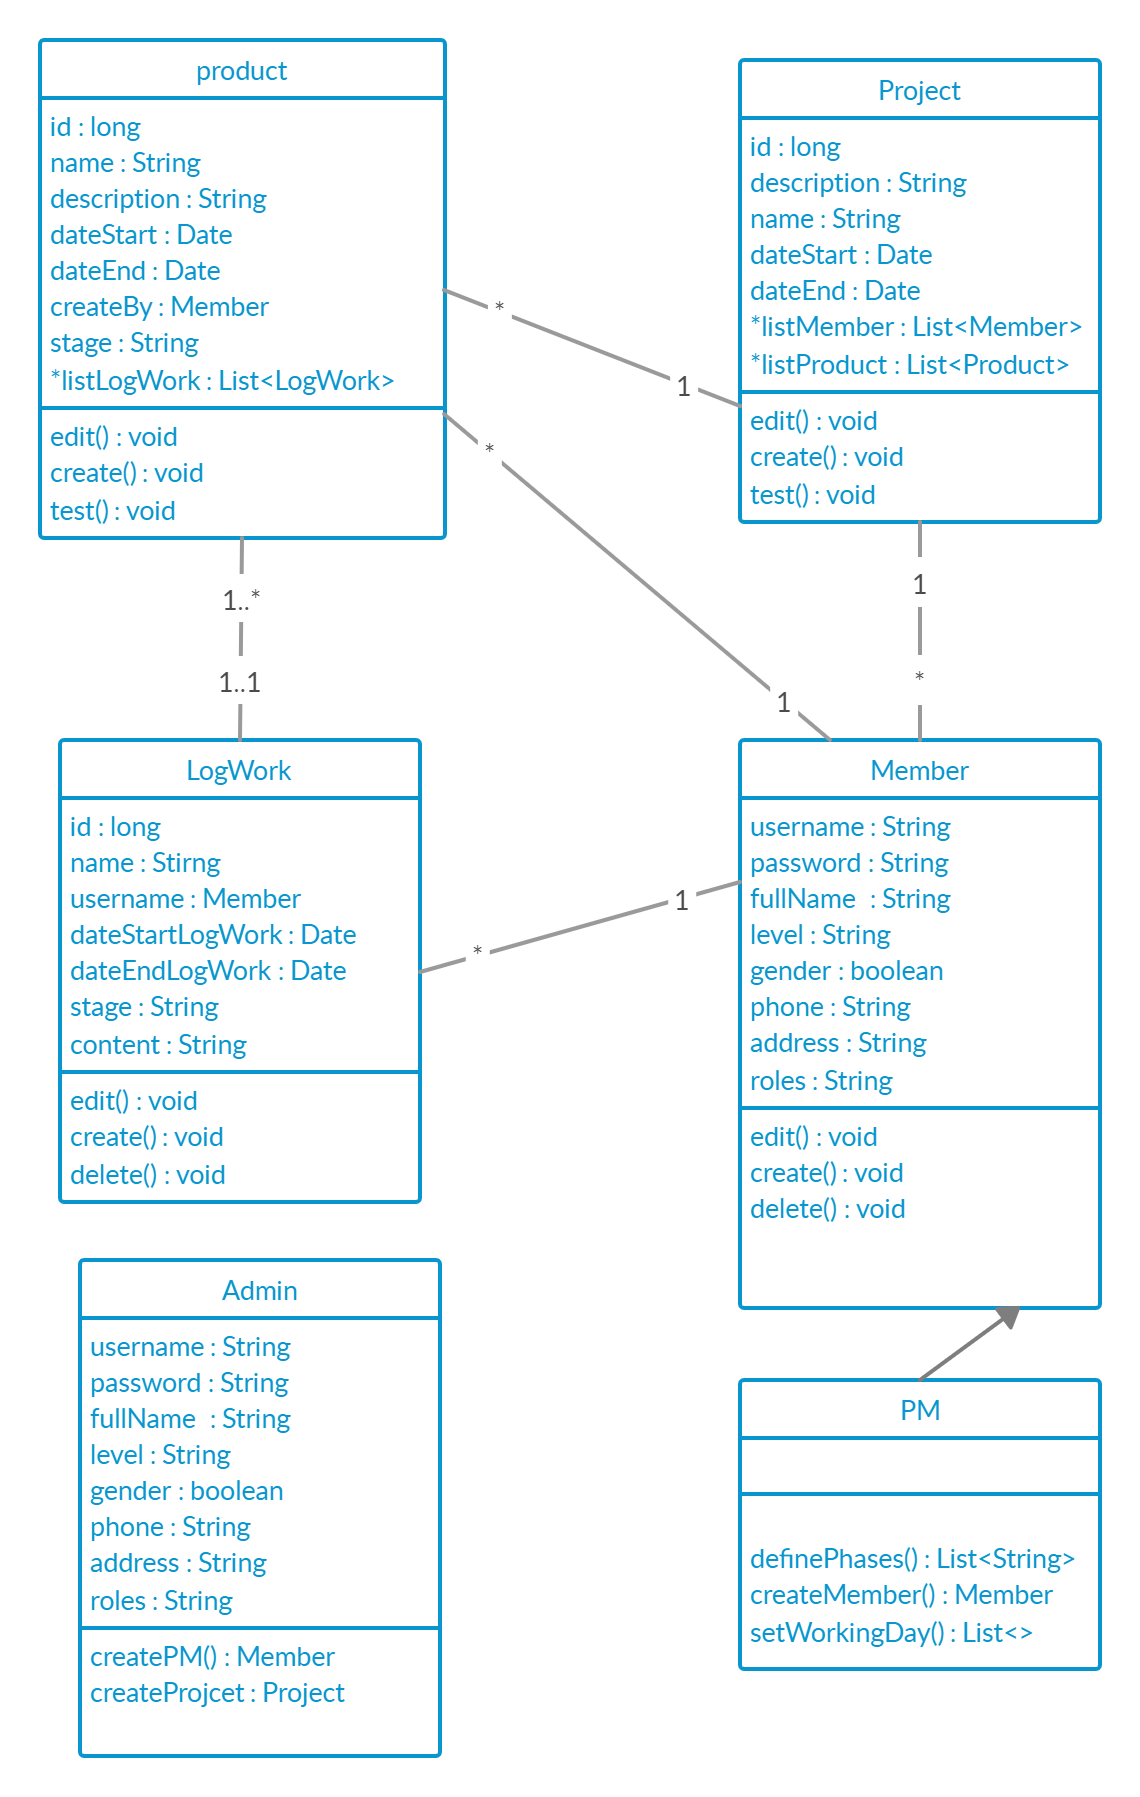 product
id : long
name : String
description : String
dateStart : Date
dateEnd : Date
createBy : Member
stage : String
*listLogWork : List<LogWork>
edit() : void
create() : void
test() : void
Project
id : long
description : String
name : String
dateStart : Date
dateEnd : Date
*listMember : List<Member>
*listProduct : List<Product>
edit() : void
create() : void
test() : void
*
1
*
1
1..*
1..1
1
*
LogWork
id : long
name : Stirng
username : Member
dateStartLogWork : Date
dateEndLogWork : Date
stage : String
content : String
edit() : void
create() : void
delete() : void
*
1
Member
username : String
password : String
fullName  : String
level : String
gender : boolean
phone : String
address : String
roles : String
edit() : void
create() : void
delete() : void
Admin
username : String
password : String
fullName  : String
level : String
gender : boolean
phone : String
address : String
roles : String
createPM() : Member
createProjcet : Project
PM
definePhases() : List<String>
createMember() : Member
setWorkingDay() : List<>